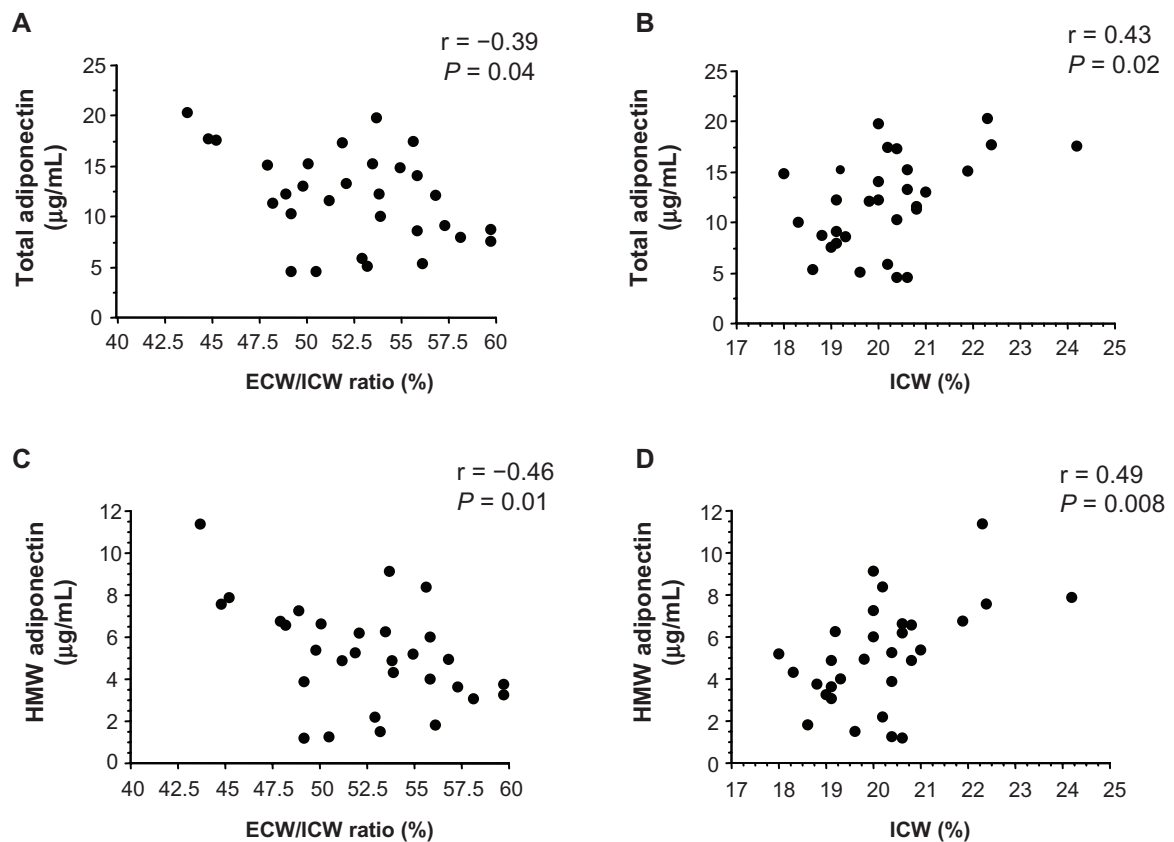 A
r = −0.39
P = 0.04
Total adiponectin
(µg/mL)
25
20
15
10
5
0
40 42.5 45 47.5 50 52.5 55 57.5 60
ECW/ICW ratio (%)
B
r = 0.43
P = 0.02
Total adiponectin
(µg/mL)
25
20
15
10
5
0
17 18 19 20 21 22 23 24 25
ICW (%)
C
r = −0.46
P = 0.01
HMW adiponectin
(µg/mL)
12
10
8
6
4
2
0
40 42.5 45 47.5 50 52.5 55 57.5 60
ECW/ICW ratio (%)
D
r = 0.49
P = 0.008
HMW adiponectin
(µg/mL)
12
10
8
6
4
2
0
17 18 19 20 21 22 23 24 25
ICW (%)